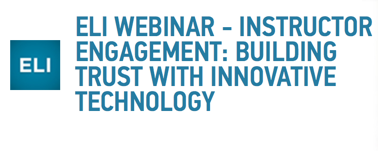 ELI
ELI WEBINAR - INSTRUCTOR
ENGAGEMENT: BUILDING
TRUST WITH INNOVATIVE
TECHNOLOGY